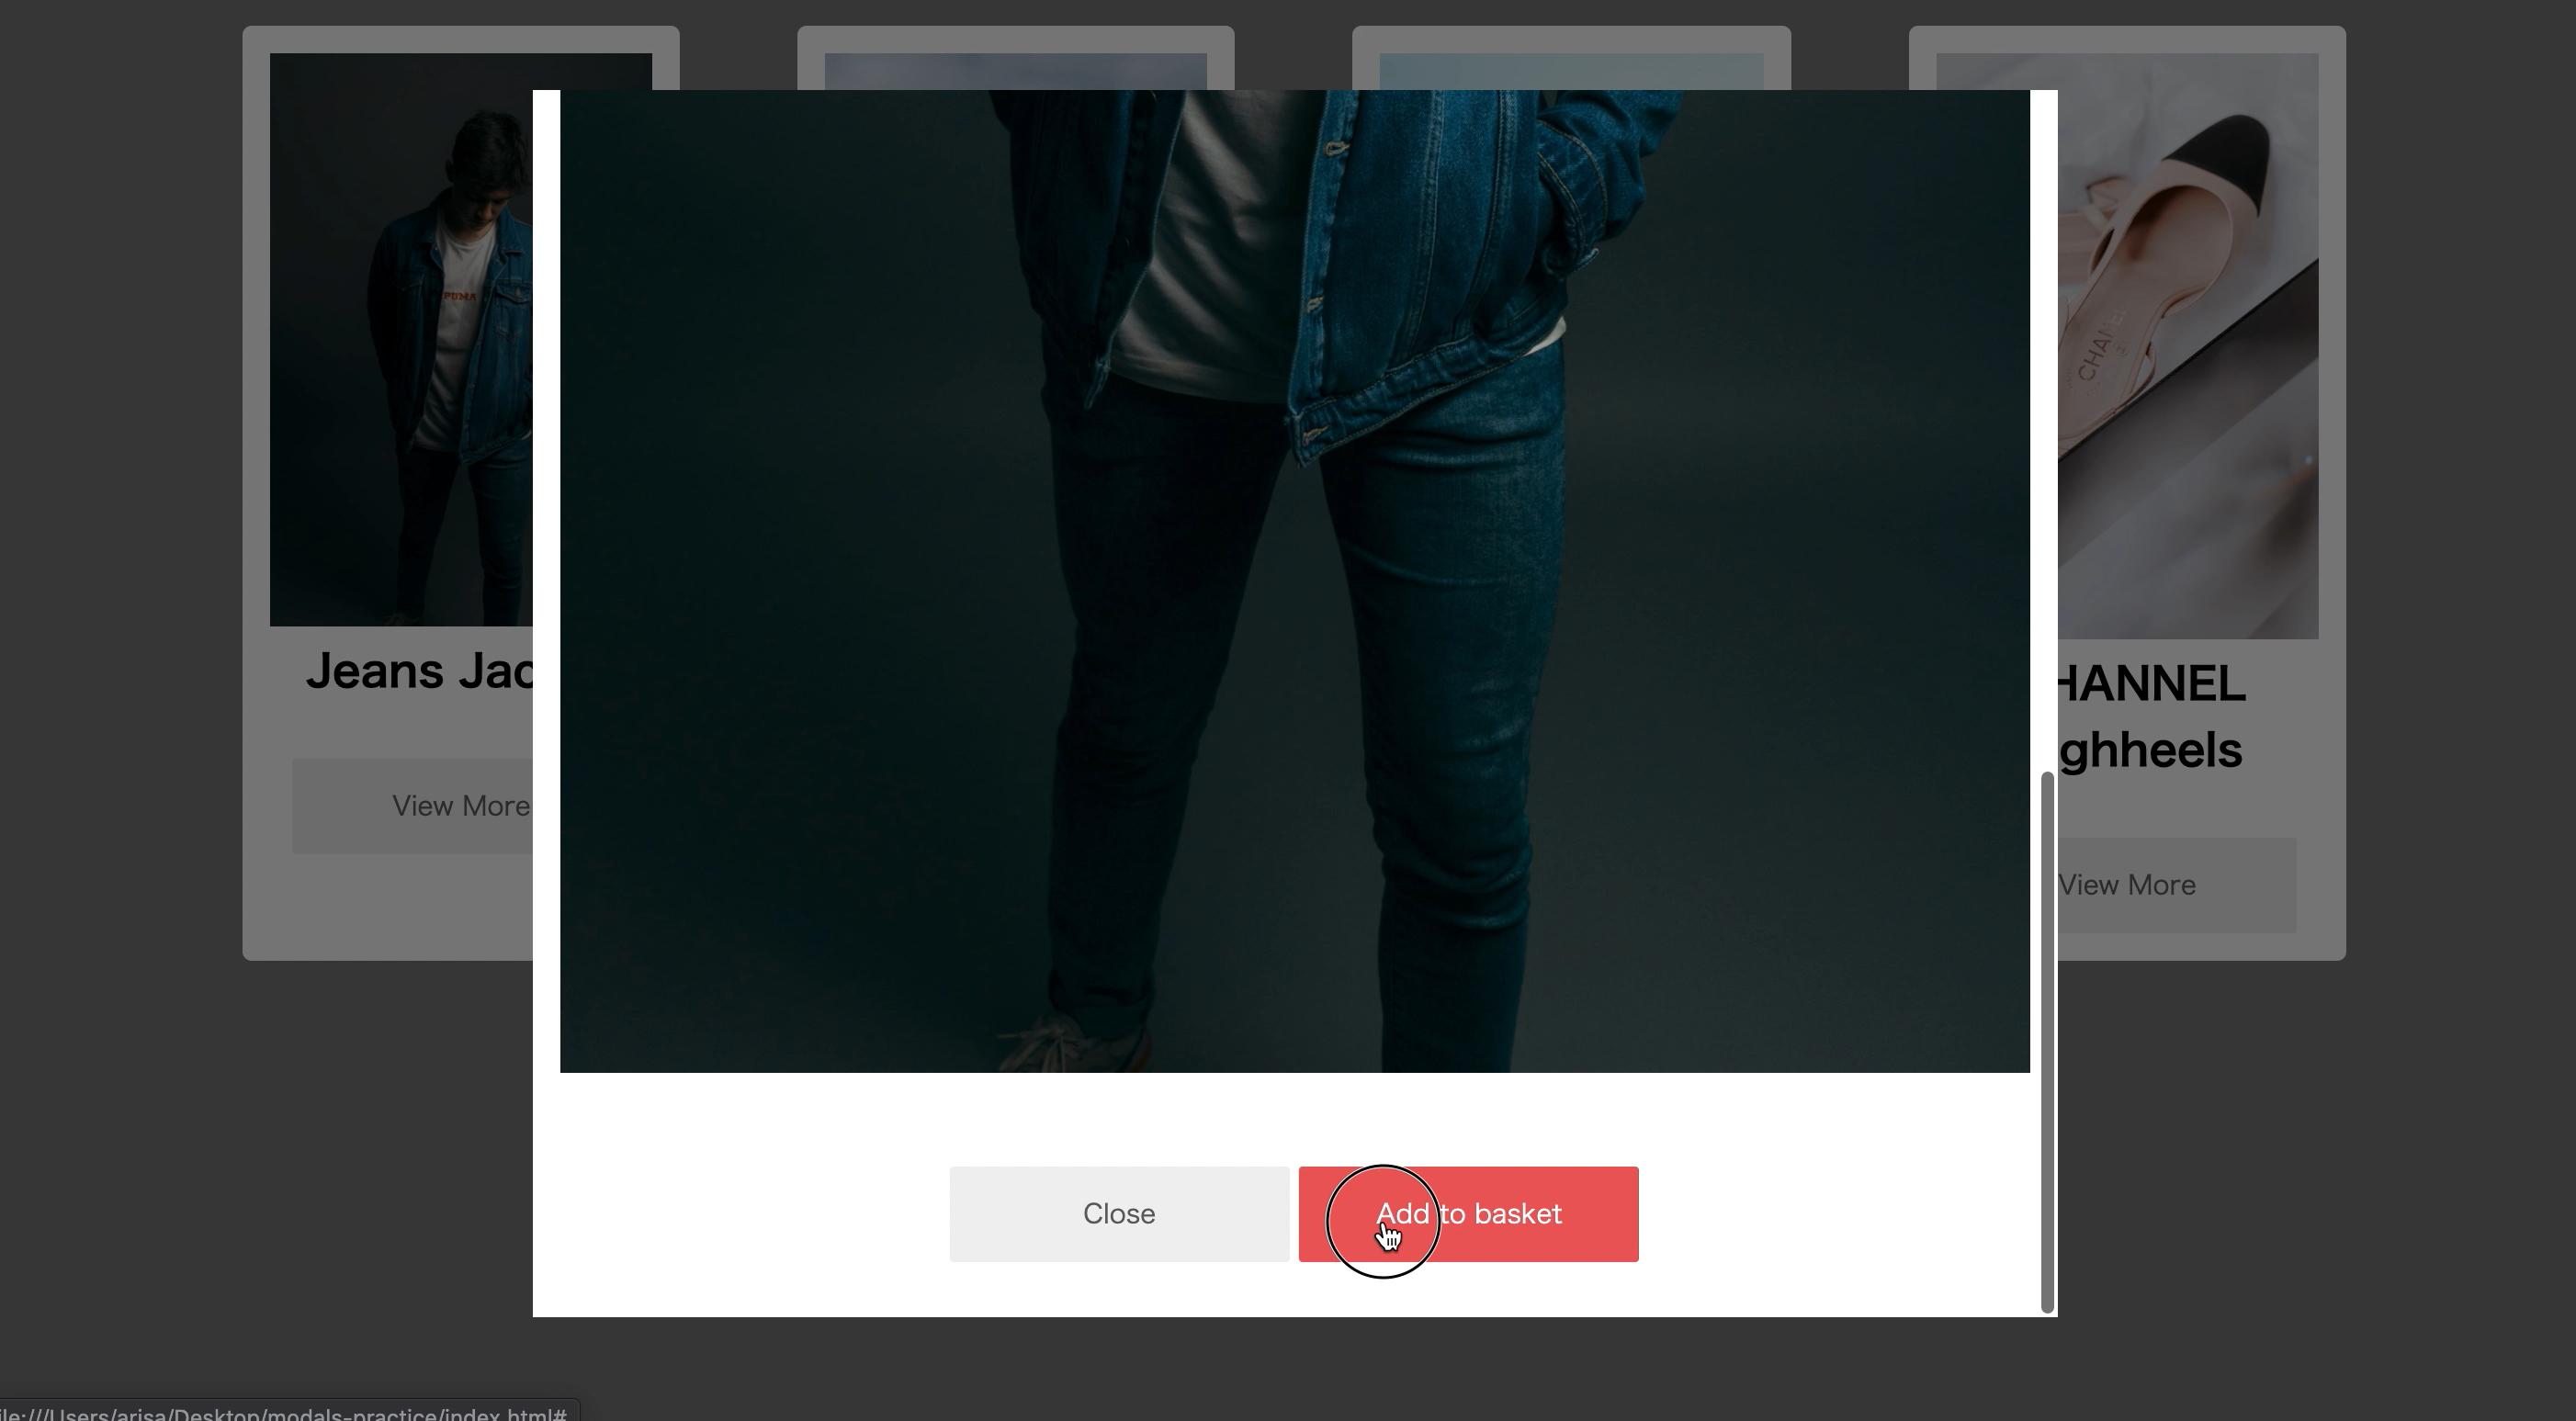 PUMA
CHANEL
Jeans Jac
HANNEL
ghheels
View More
View More
Close
Add to basket
ile:///Users/arisa/Desktop/modals-practice/index.html#